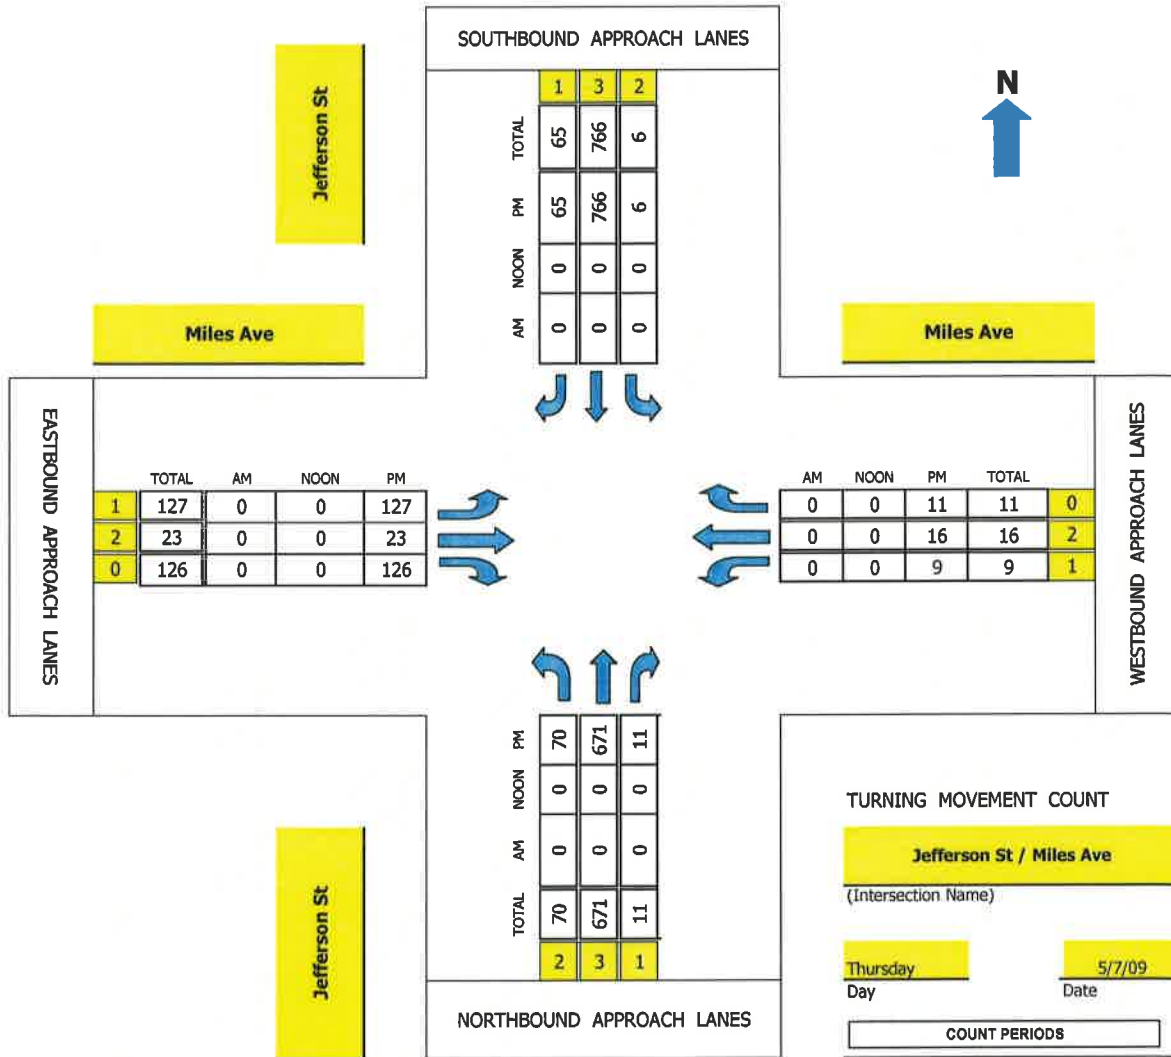 SOUTHBOUND APPROACH LANES
1 3 2
TOTAL 65 766 6
PM 65 766 6
NOON 0 0 0
AM 0 0 0
N
Jefferson St
Miles Ave
Miles Ave
EASTBOUND APPROACH LANES
TOTAL AM NOON PM
1 127 0 0 127
2 23 0 0 23
0 126 0 0 126
AM NOON PM TOTAL
0 0 11 11 0
0 0 16 16 2
0 0 9 9 1
WESTBOUND APPROACH LANES
PM 70 671 11
NOON 0 0 0
AM 0 0 0
TOTAL 70 671 11
2 3 1
NORTHBOUND APPROACH LANES
Jefferson St
TURNING MOVEMENT COUNT
Jefferson St / Miles Ave
(Intersection Name)
Thursday 5/7/09
Day Date
COUNT PERIODS